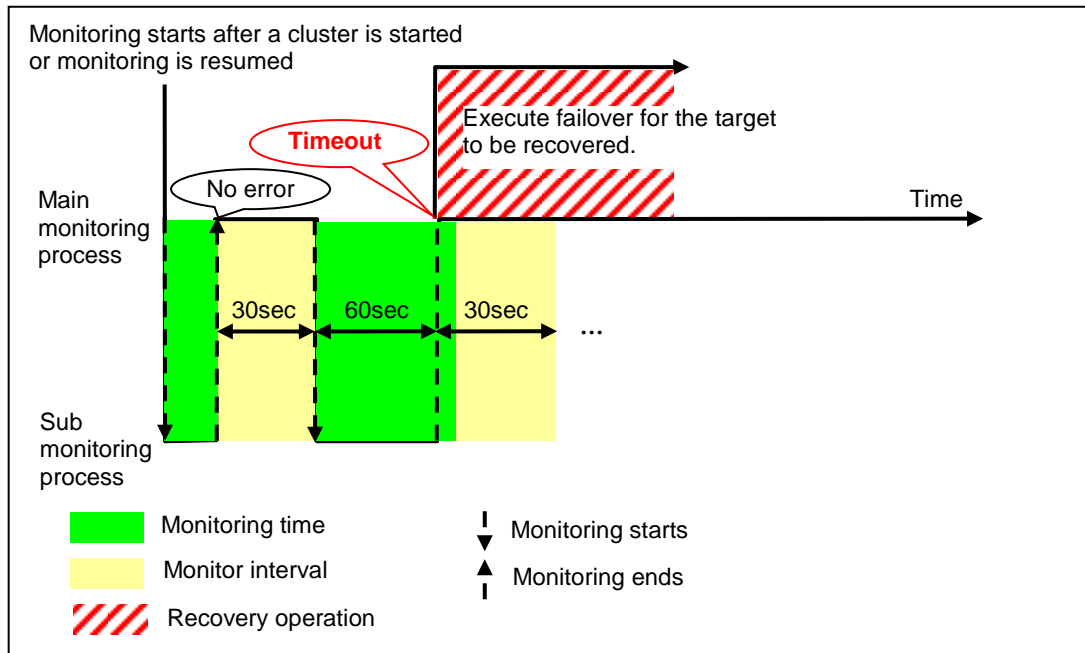 Monitoring starts after a cluster is started
or monitoring is resumed
Timeout
Execute failover for the target
to be recovered.
No error
Main
monitoring
process
Time
30sec
60sec
30sec
...
Sub
monitoring
process
Monitoring time
Monitoring starts
Monitor interval
Monitoring ends
Recovery operation